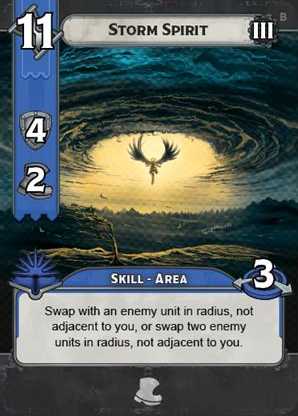 11
STORM SPIRIT
III
B
4
2
SKILL - AREA
3
Swap with an enemy unit in radius, not
adjacent to you, or swap two enemy
units in radius, not adjacent to you.